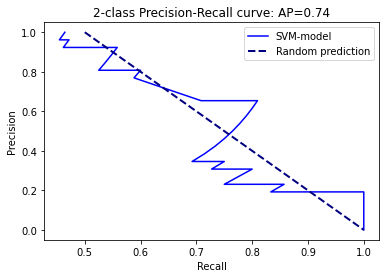 2-class Precision-Recall curve: AP=0.74
SVM-model
Random prediction
Precision
1.0
0.8
0.6
0.4
0.2
0.0
0.5 0.6 0.7 0.8 0.9 1.0
Recall